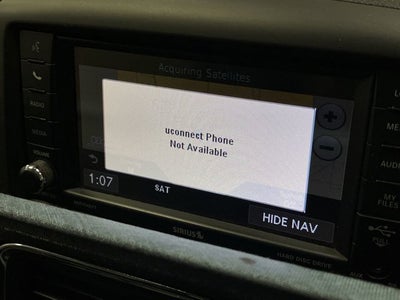 Acquiring Satellites
uconnect Phone
Not Available
RADIO
MEDIA
VOLUME
1:07
SAT
HIDE NAV
SIRIUS
HARD DISC DRIVE
MY
FILES